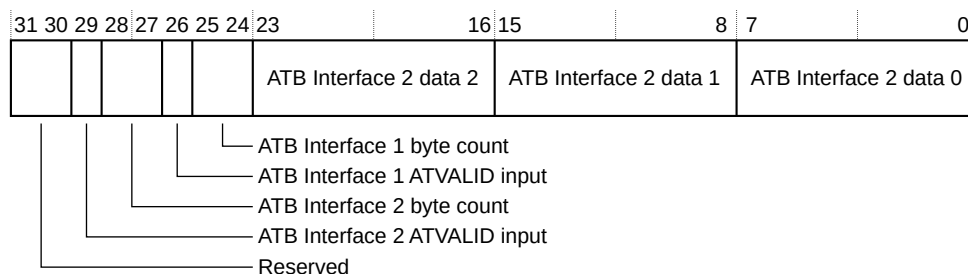 31 30 29 28 27 26 25 24 23 16 15 8 7 0
ATB Interface 2 data 2 ATB Interface 2 data 1 ATB Interface 2 data 0
ATB Interface 1 byte count
ATB Interface 1 ATVALID input
ATB Interface 2 byte count
ATB Interface 2 ATVALID input
Reserved